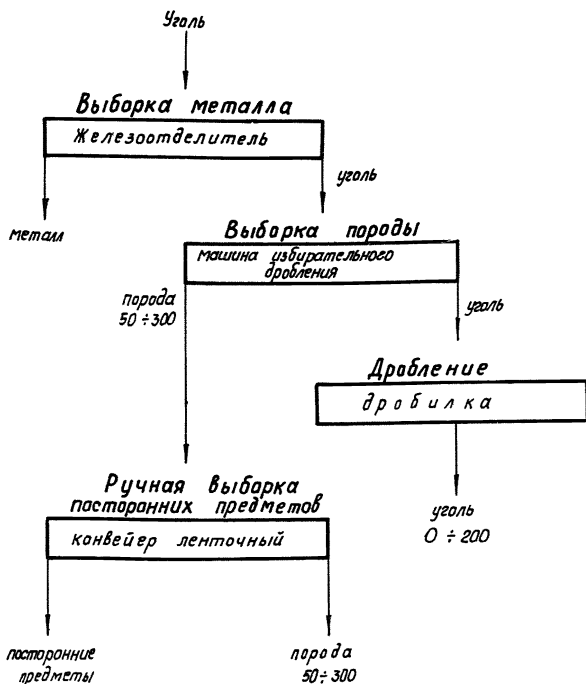 Уголь
Выборка металла
Железоотделитель
уголь
металл
Выборка породы
машина избирательного
дробления
порода
50÷300
уголь
Дробление
дробилка
Ручная выборка
посторонних предметов
конвейер ленточный
уголь
0÷200
посторонние
предметы
порода
50÷300